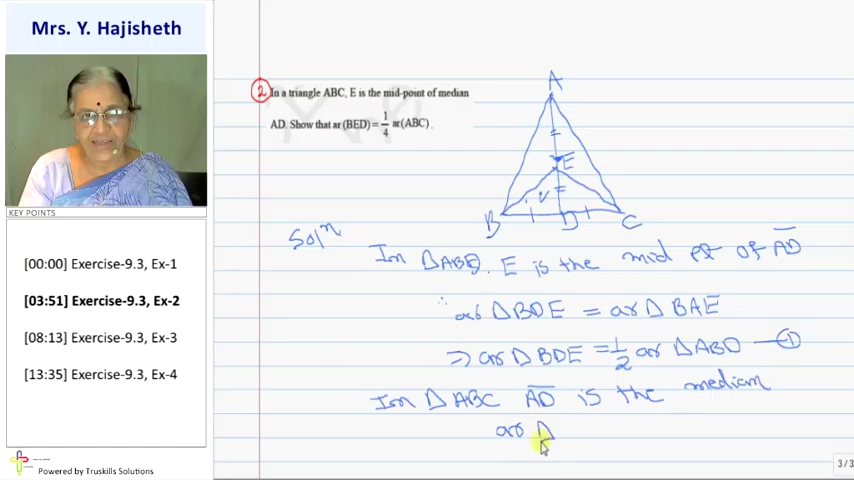 Mrs. Y. Hajisheth
KEY POINTS
[00:00] Exercise-9.3, Ex-1
[03:51] Exercise-9.3, Ex-2
[08:13] Exercise-9.3, Ex-3
[13:35] Exercise-9.3, Ex-4
Powered by Truskills Solutions
2 In a triangle ABC, E is the mid-point of median
AD. Show that ar (BED) = 1/4 ar(ABC).
A
E
B D C
Soln
In ΔABD. E is the mid pt of A̅D̅
∴ ar ΔBDE = ar ΔBAE
⇒ ar ΔBDE = 1/2 ar ΔABD — ①
In ΔABC A̅D̅ is the median
ar Δ
3/3